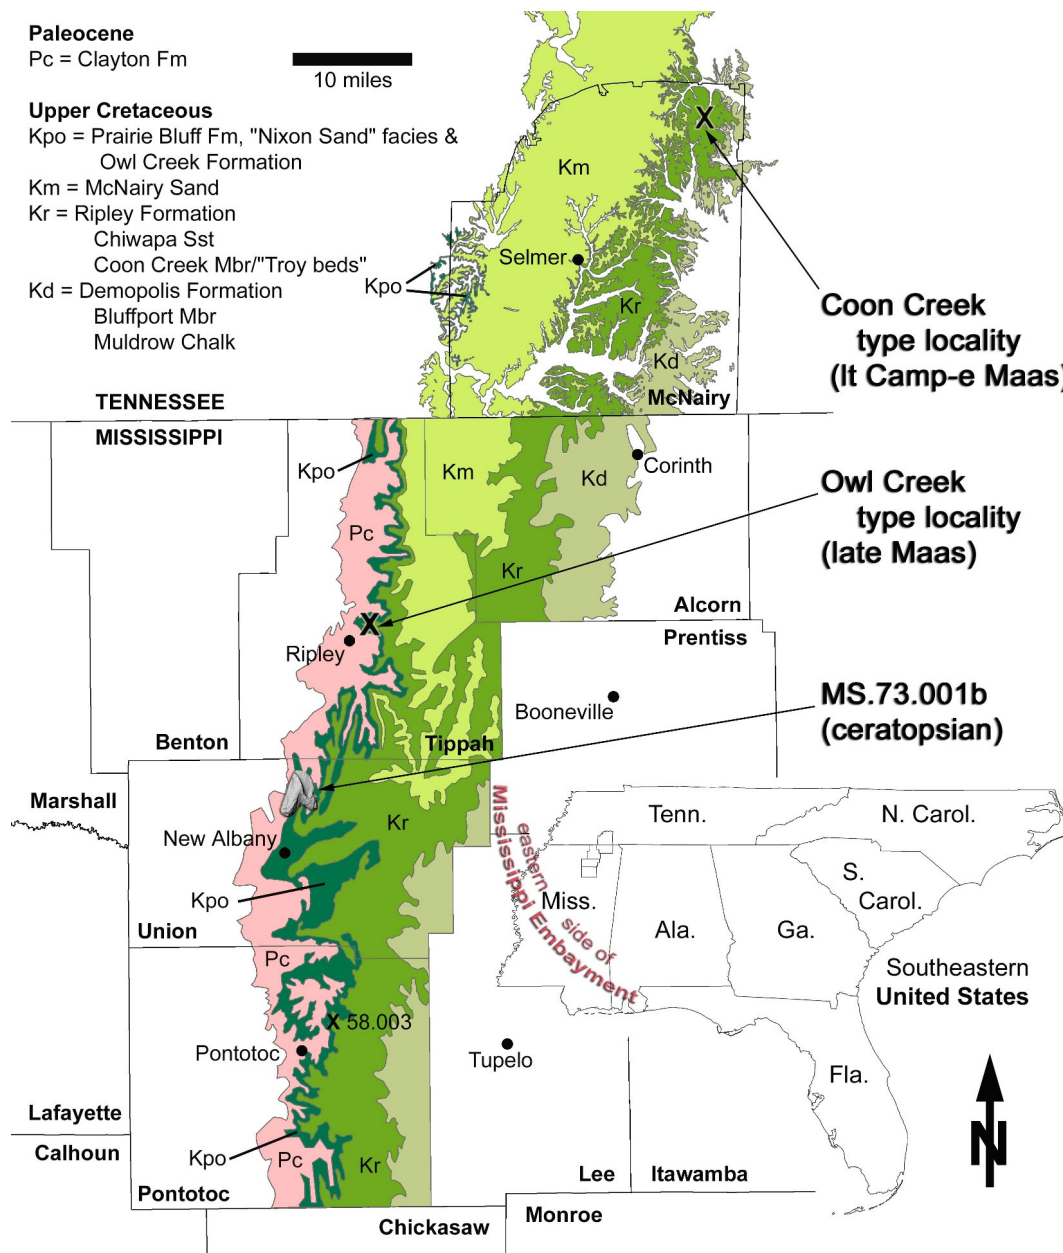 Paleocene
Pc = Clayton Fm
10 miles
Upper Cretaceous
Kpo = Prairie Bluff Fm, "Nixon Sand" facies &
Owl Creek Formation
Km = McNairy Sand
Kr = Ripley Formation
Chiwapa Sst
Coon Creek Mbr/"Troy beds"
Kd = Demopolis Formation
Bluffport Mbr
Muldrow Chalk
X
Km
Selmer
Kpo
Kr
Kd
McNairy
Coon Creek
type locality
(lt Camp-e Maas)
TENNESSEE
MISSISSIPPI
Kpo
Km
Kd
Corinth
Pc
Kr
Owl Creek
type locality
(late Maas)
X
Ripley
Alcorn
Prentiss
Booneville
MS.73.001b
(ceratopsian)
Benton
Tippah
Marshall
New Albany
Kr
Kpo
Union
Mississippi Embayment
eastern side of
Tenn.
N. Carol.
Miss.
Ala.
Ga.
S.
Carol.
Fla.
Southeastern
United States
Pc
X 58.003
Pontotoc
Tupelo
Lafayette
Calhoun
Kpo
Pc
Kr
Pontotoc
Lee
Itawamba
Chickasaw
Monroe
N